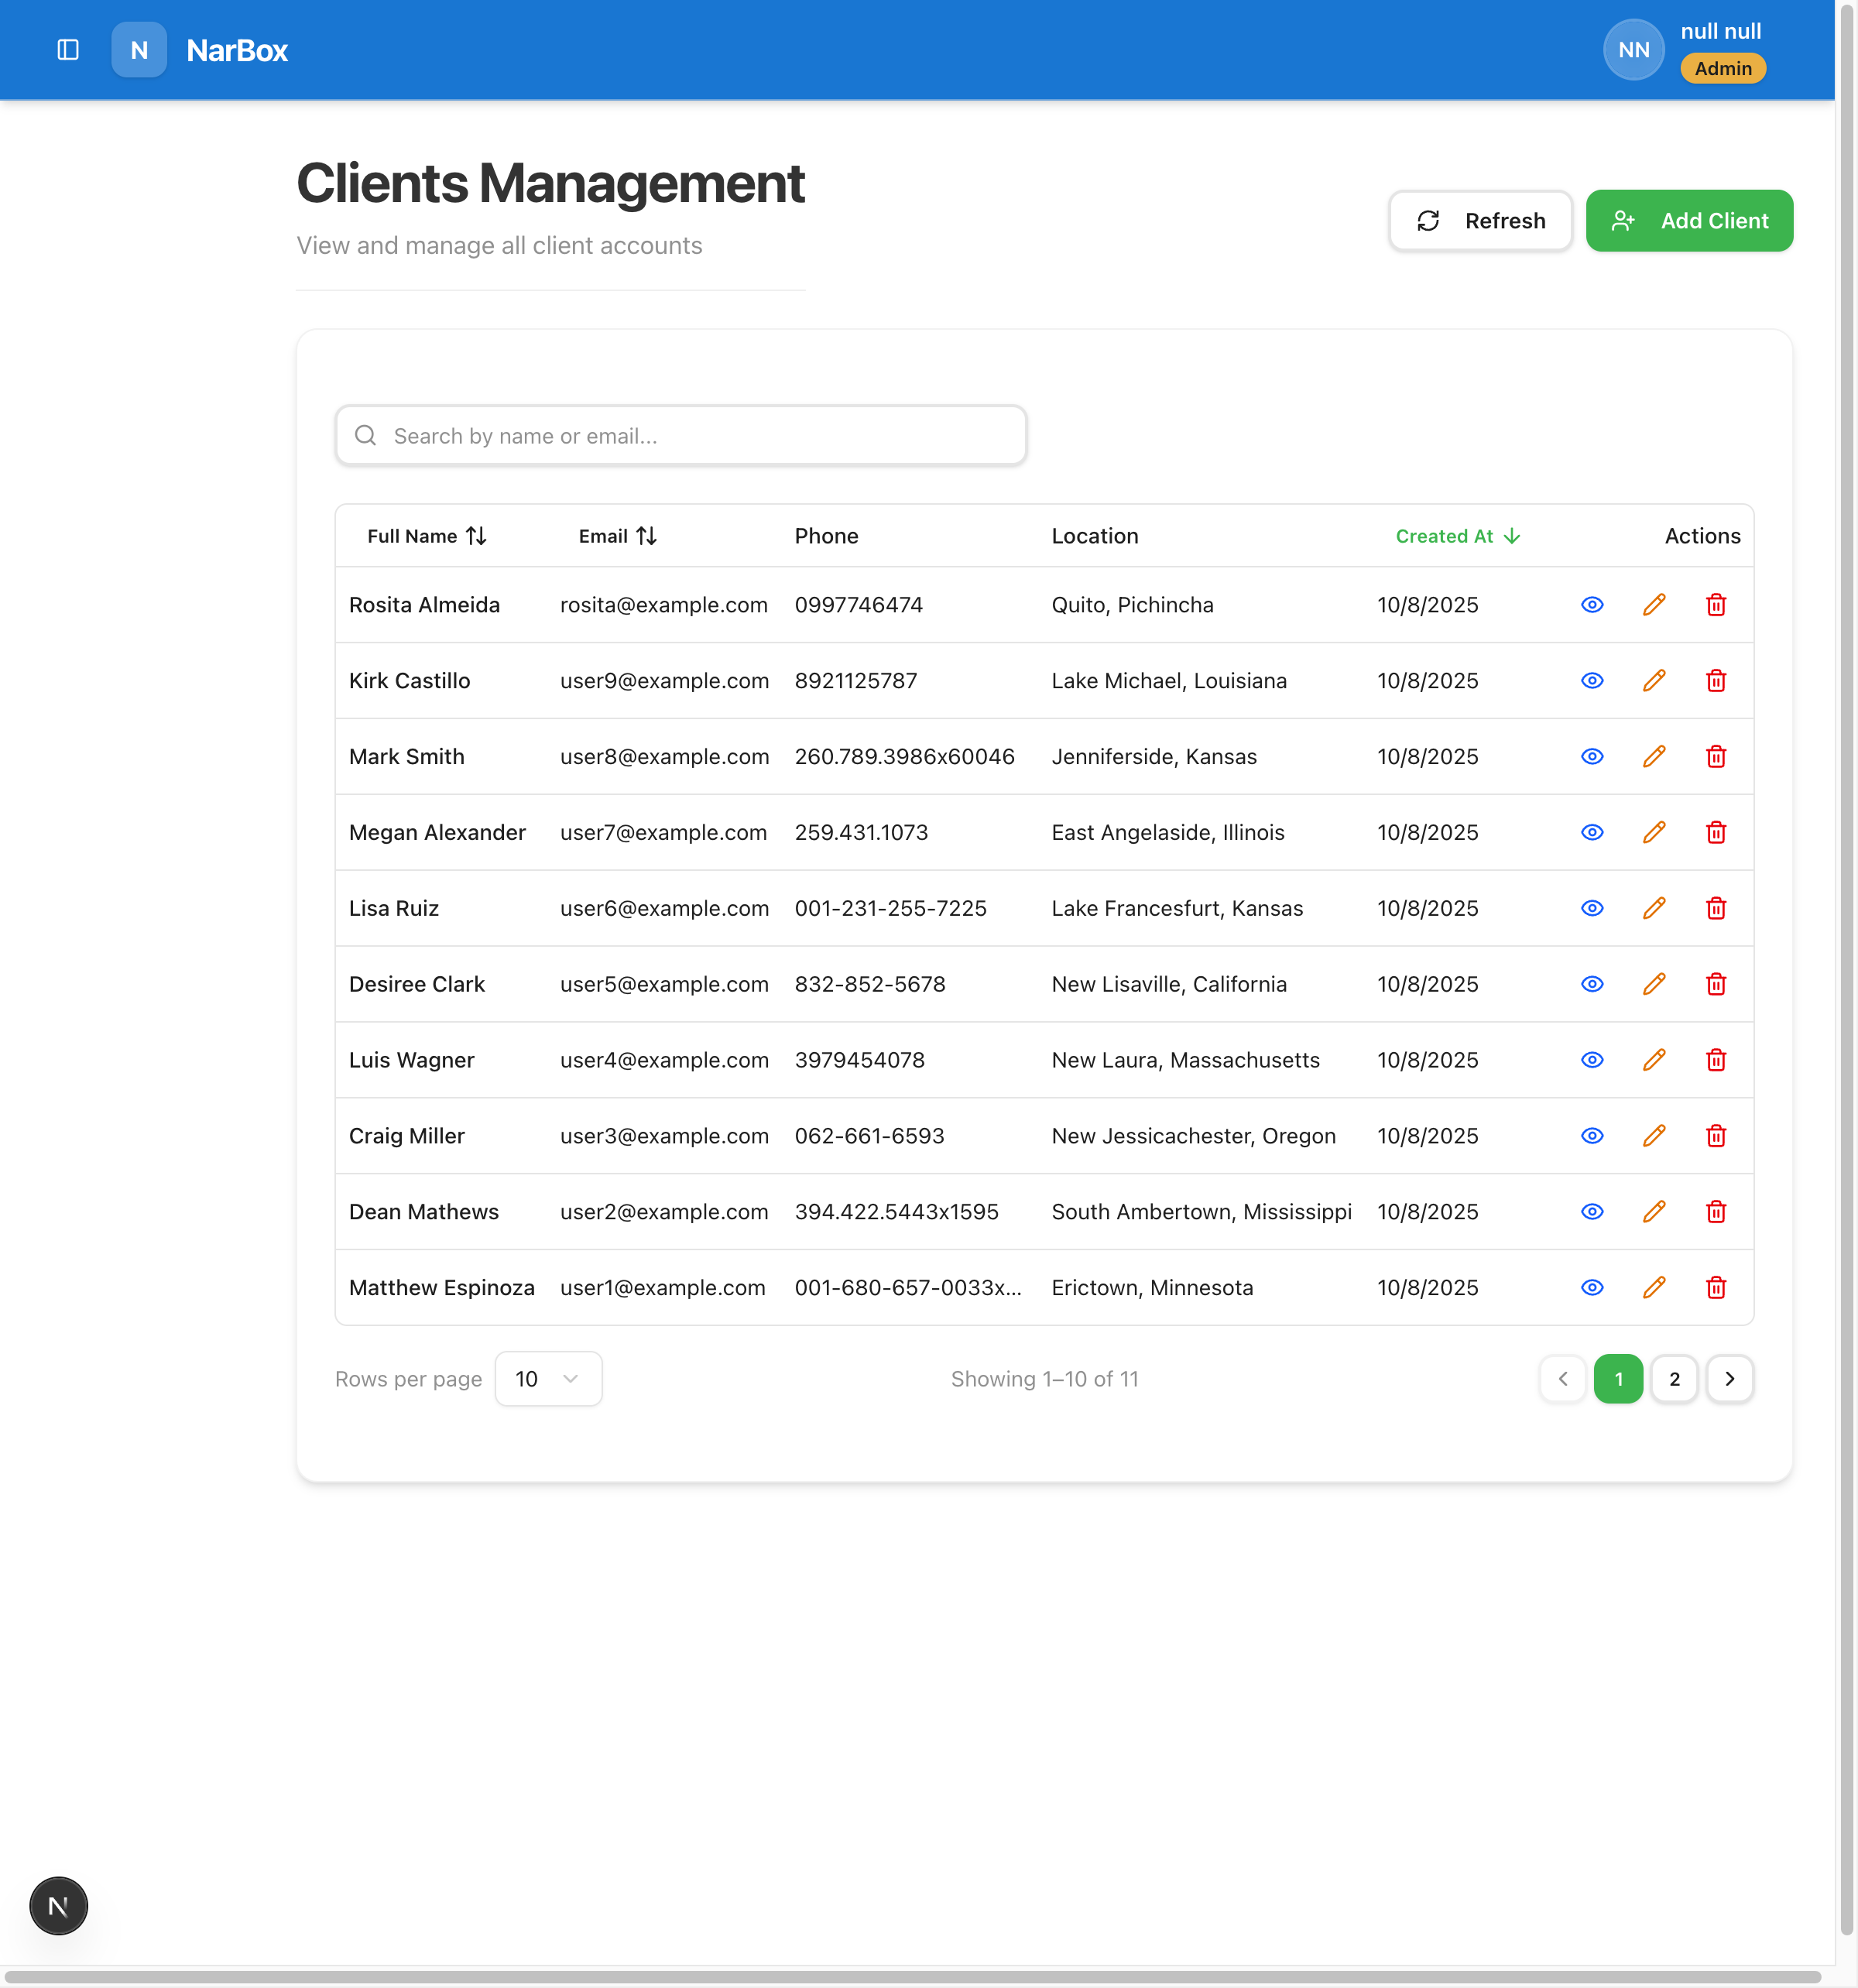 N NarBox
NN null null
Admin
Clients Management
View and manage all client accounts
Refresh Add Client
Search by name or email...
Full Name Email Phone Location Created At Actions
Rosita Almeida rosita@example.com 0997746474 Quito, Pichincha 10/8/2025
Kirk Castillo user9@example.com 8921125787 Lake Michael, Louisiana 10/8/2025
Mark Smith user8@example.com 260.789.3986x60046 Jenniferside, Kansas 10/8/2025
Megan Alexander user7@example.com 259.431.1073 East Angelaside, Illinois 10/8/2025
Lisa Ruiz user6@example.com 001-231-255-7225 Lake Francesfurt, Kansas 10/8/2025
Desiree Clark user5@example.com 832-852-5678 New Lisaville, California 10/8/2025
Luis Wagner user4@example.com 3979454078 New Laura, Massachusetts 10/8/2025
Craig Miller user3@example.com 062-661-6593 New Jessicachester, Oregon 10/8/2025
Dean Mathews user2@example.com 394.422.5443x1595 South Ambertown, Mississippi 10/8/2025
Matthew Espinoza user1@example.com 001-680-657-0033x... Erictown, Minnesota 10/8/2025
Rows per page 10 Showing 1–10 of 11 1 2
N